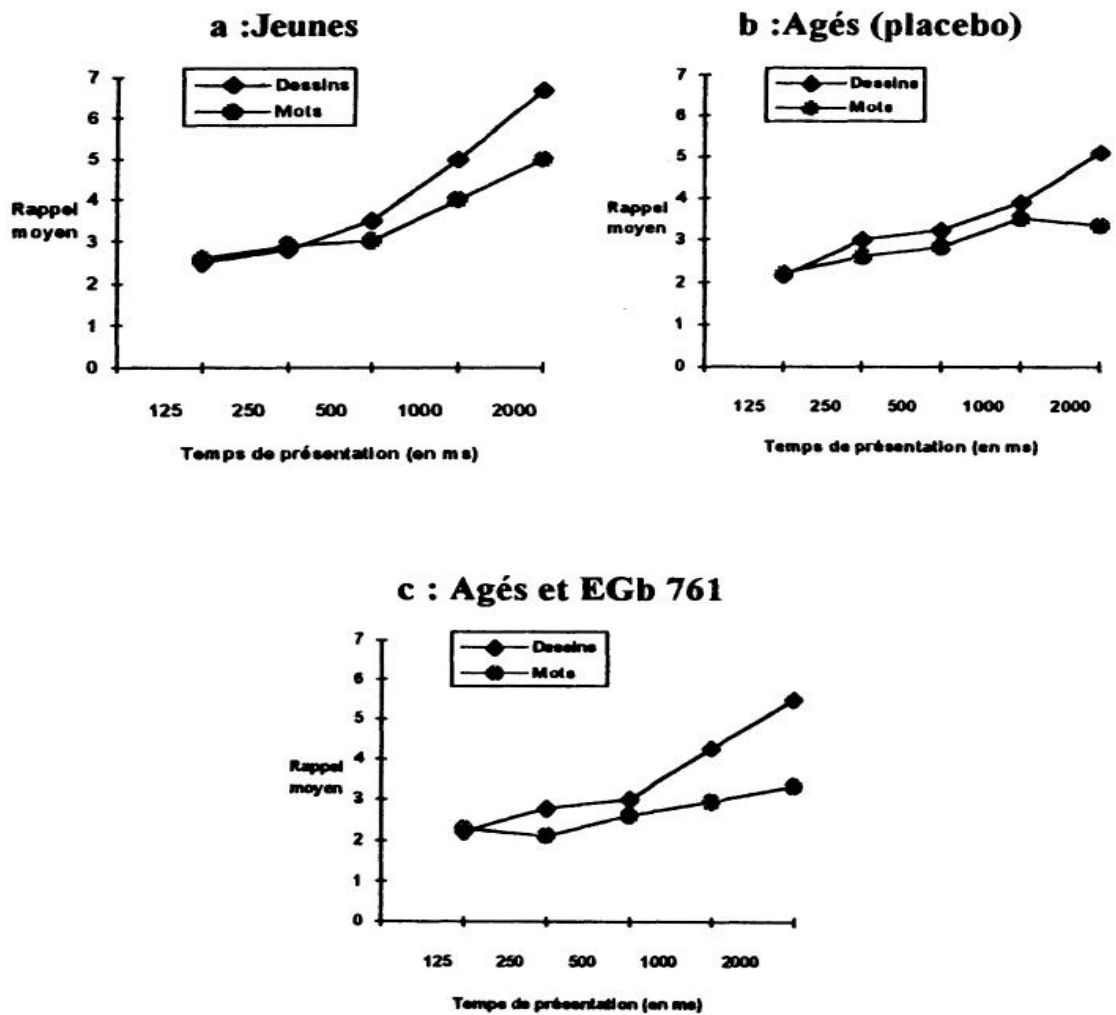 a :Jeunes
7
6
5
4
3
2
1
0
Dessins
Mots
Rappel
moyen
125 250 500 1000 2000
Temps de présentation (en ms)
b :Agés (placebo)
7
6
5
4
3
2
1
0
Dessins
Mots
Rappel
moyen
125 250 500 1000 2000
Temps de présentation (en ms)
c : Agés et EGb 761
7
6
5
4
3
2
1
0
Dessins
Mots
Rappel
moyen
125 250 500 1000 2000
Temps de présentation (en ms)